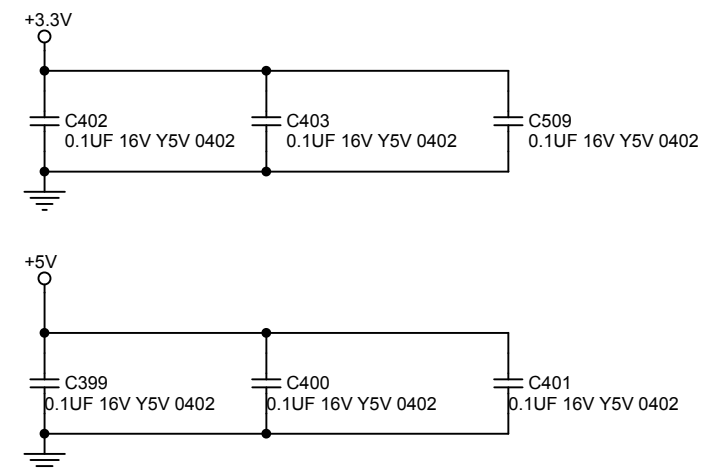 +3.3V
C402
0.1UF 16V Y5V 0402
C403
0.1UF 16V Y5V 0402
C509
0.1UF 16V Y5V 0402
+5V
C399
0.1UF 16V Y5V 0402
C400
0.1UF 16V Y5V 0402
C401
0.1UF 16V Y5V 0402